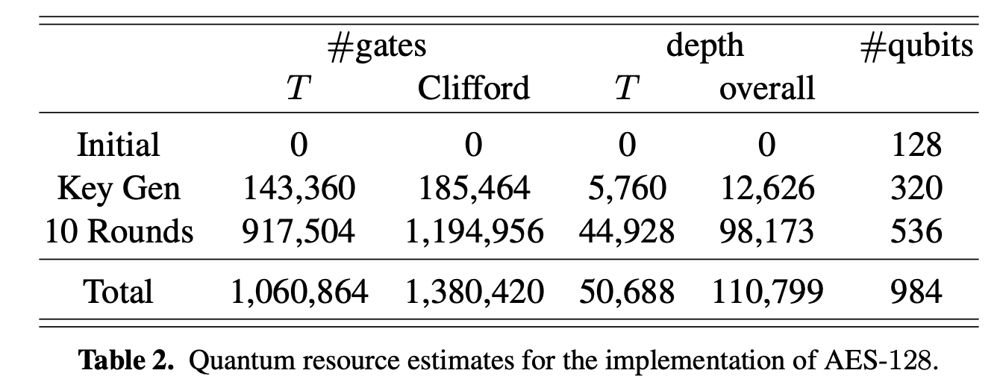 #gates depth #qubits
T Clifford T overall
Initial 0 0 0 0 128
Key Gen 143,360 185,464 5,760 12,626 320
10 Rounds 917,504 1,194,956 44,928 98,173 536
Total 1,060,864 1,380,420 50,688 110,799 984
Table 2. Quantum resource estimates for the implementation of AES-128.